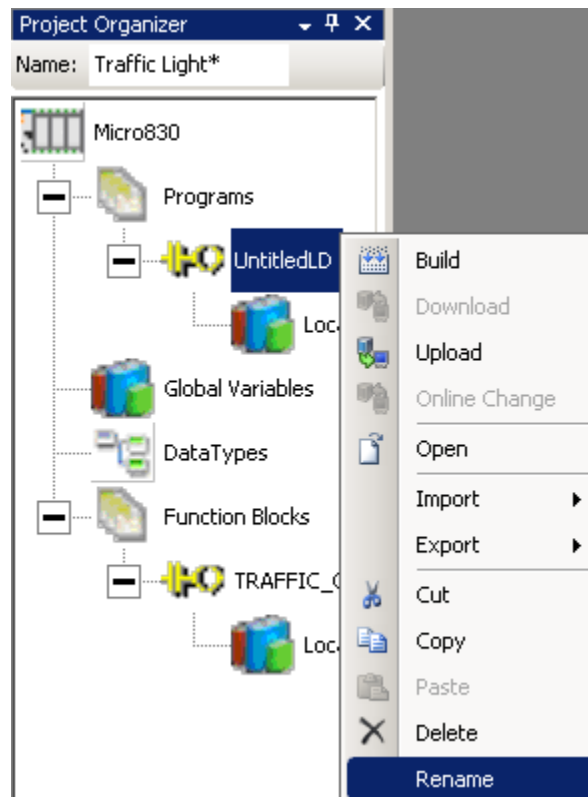 Project Organizer
Name: Traffic Light*
Micro830
Programs
UntitledLD
Loc
Global Variables
DataTypes
Function Blocks
TRAFFIC_
Loc
Build
Download
Upload
Online Change
Open
Import
Export
Cut
Copy
Paste
Delete
Rename